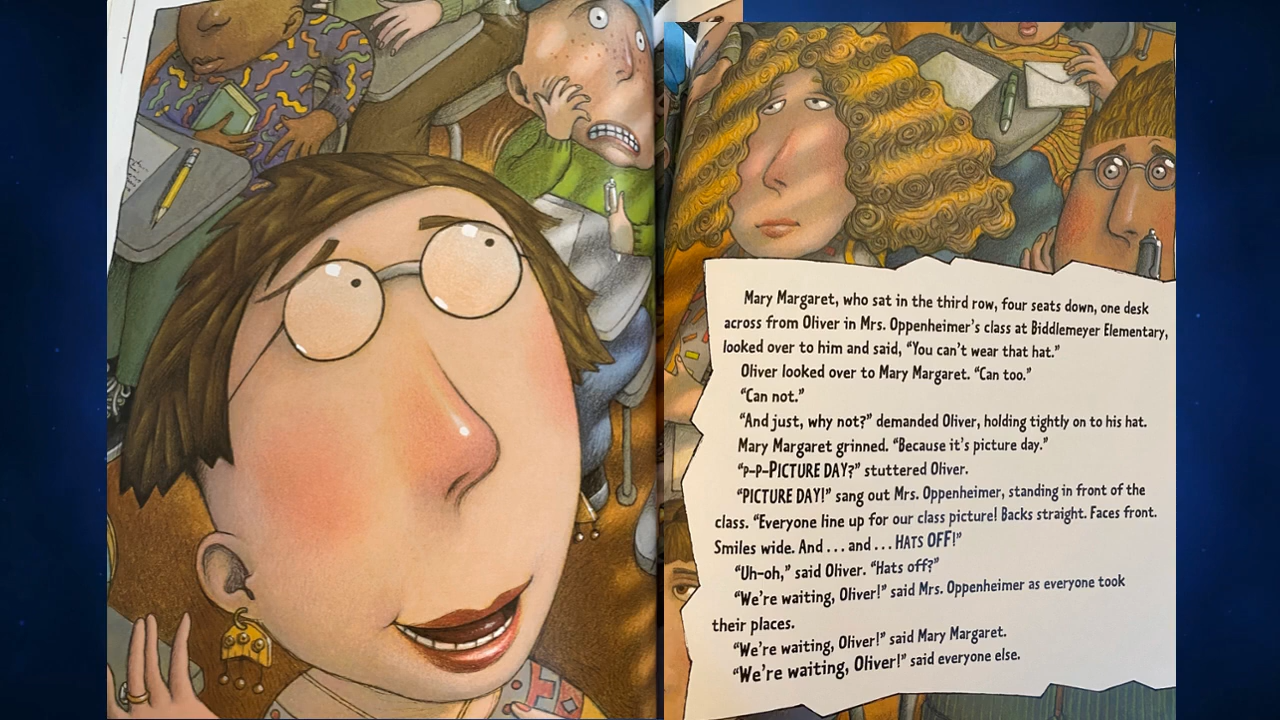 Mary Margaret, who sat in the third row, four seats down, one desk
across from Oliver in Mrs. Oppenheimer's class at Biddlemeyer Elementary,
looked over to him and said, “You can't wear that hat.”
Oliver looked over to Mary Margaret. “Can too.”
“Can not.”
“And just, why not?” demanded Oliver, holding tightly on to his hat.
Mary Margaret grinned. “Because it's picture day.”
“P-P-PICTURE DAY?” stuttered Oliver.
“PICTURE DAY!” sang out Mrs. Oppenheimer, standing in front of the
class. “Everyone line up for our class picture! Backs straight. Faces front.
Smiles wide. And . . . and . . . HATS OFF!”
“Uh-oh,” said Oliver. “Hats off?”
“We're waiting, Oliver!” said Mrs. Oppenheimer as everyone took
their places.
“We're waiting, Oliver!” said Mary Margaret.
“We're waiting, Oliver!” said everyone else.